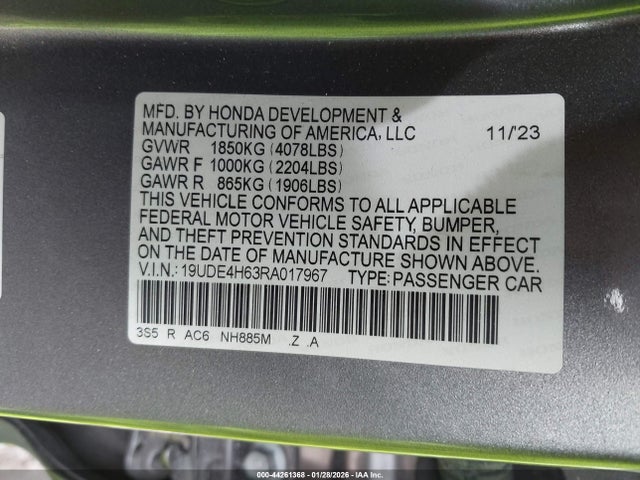 MFD. BY HONDA DEVELOPMENT &
MANUFACTURING OF AMERICA, LLC 11/'23
GVWR 1850KG (4078LBS)
GAWR F 1000KG (2204LBS)
GAWR R 865KG (1906LBS)
THIS VEHICLE CONFORMS TO ALL APPLICABLE
FEDERAL MOTOR VEHICLE SAFETY, BUMPER,
AND THEFT PREVENTION STANDARDS IN EFFECT
ON THE DATE OF MANUFACTURE SHOWN ABOVE.
V.I.N.: 19UDE4H63RA017967 TYPE: PASSENGER CAR
3S5 R AC6 NH885M .Z .A
000-44261368 - 01/28/2026 - IAA Inc.